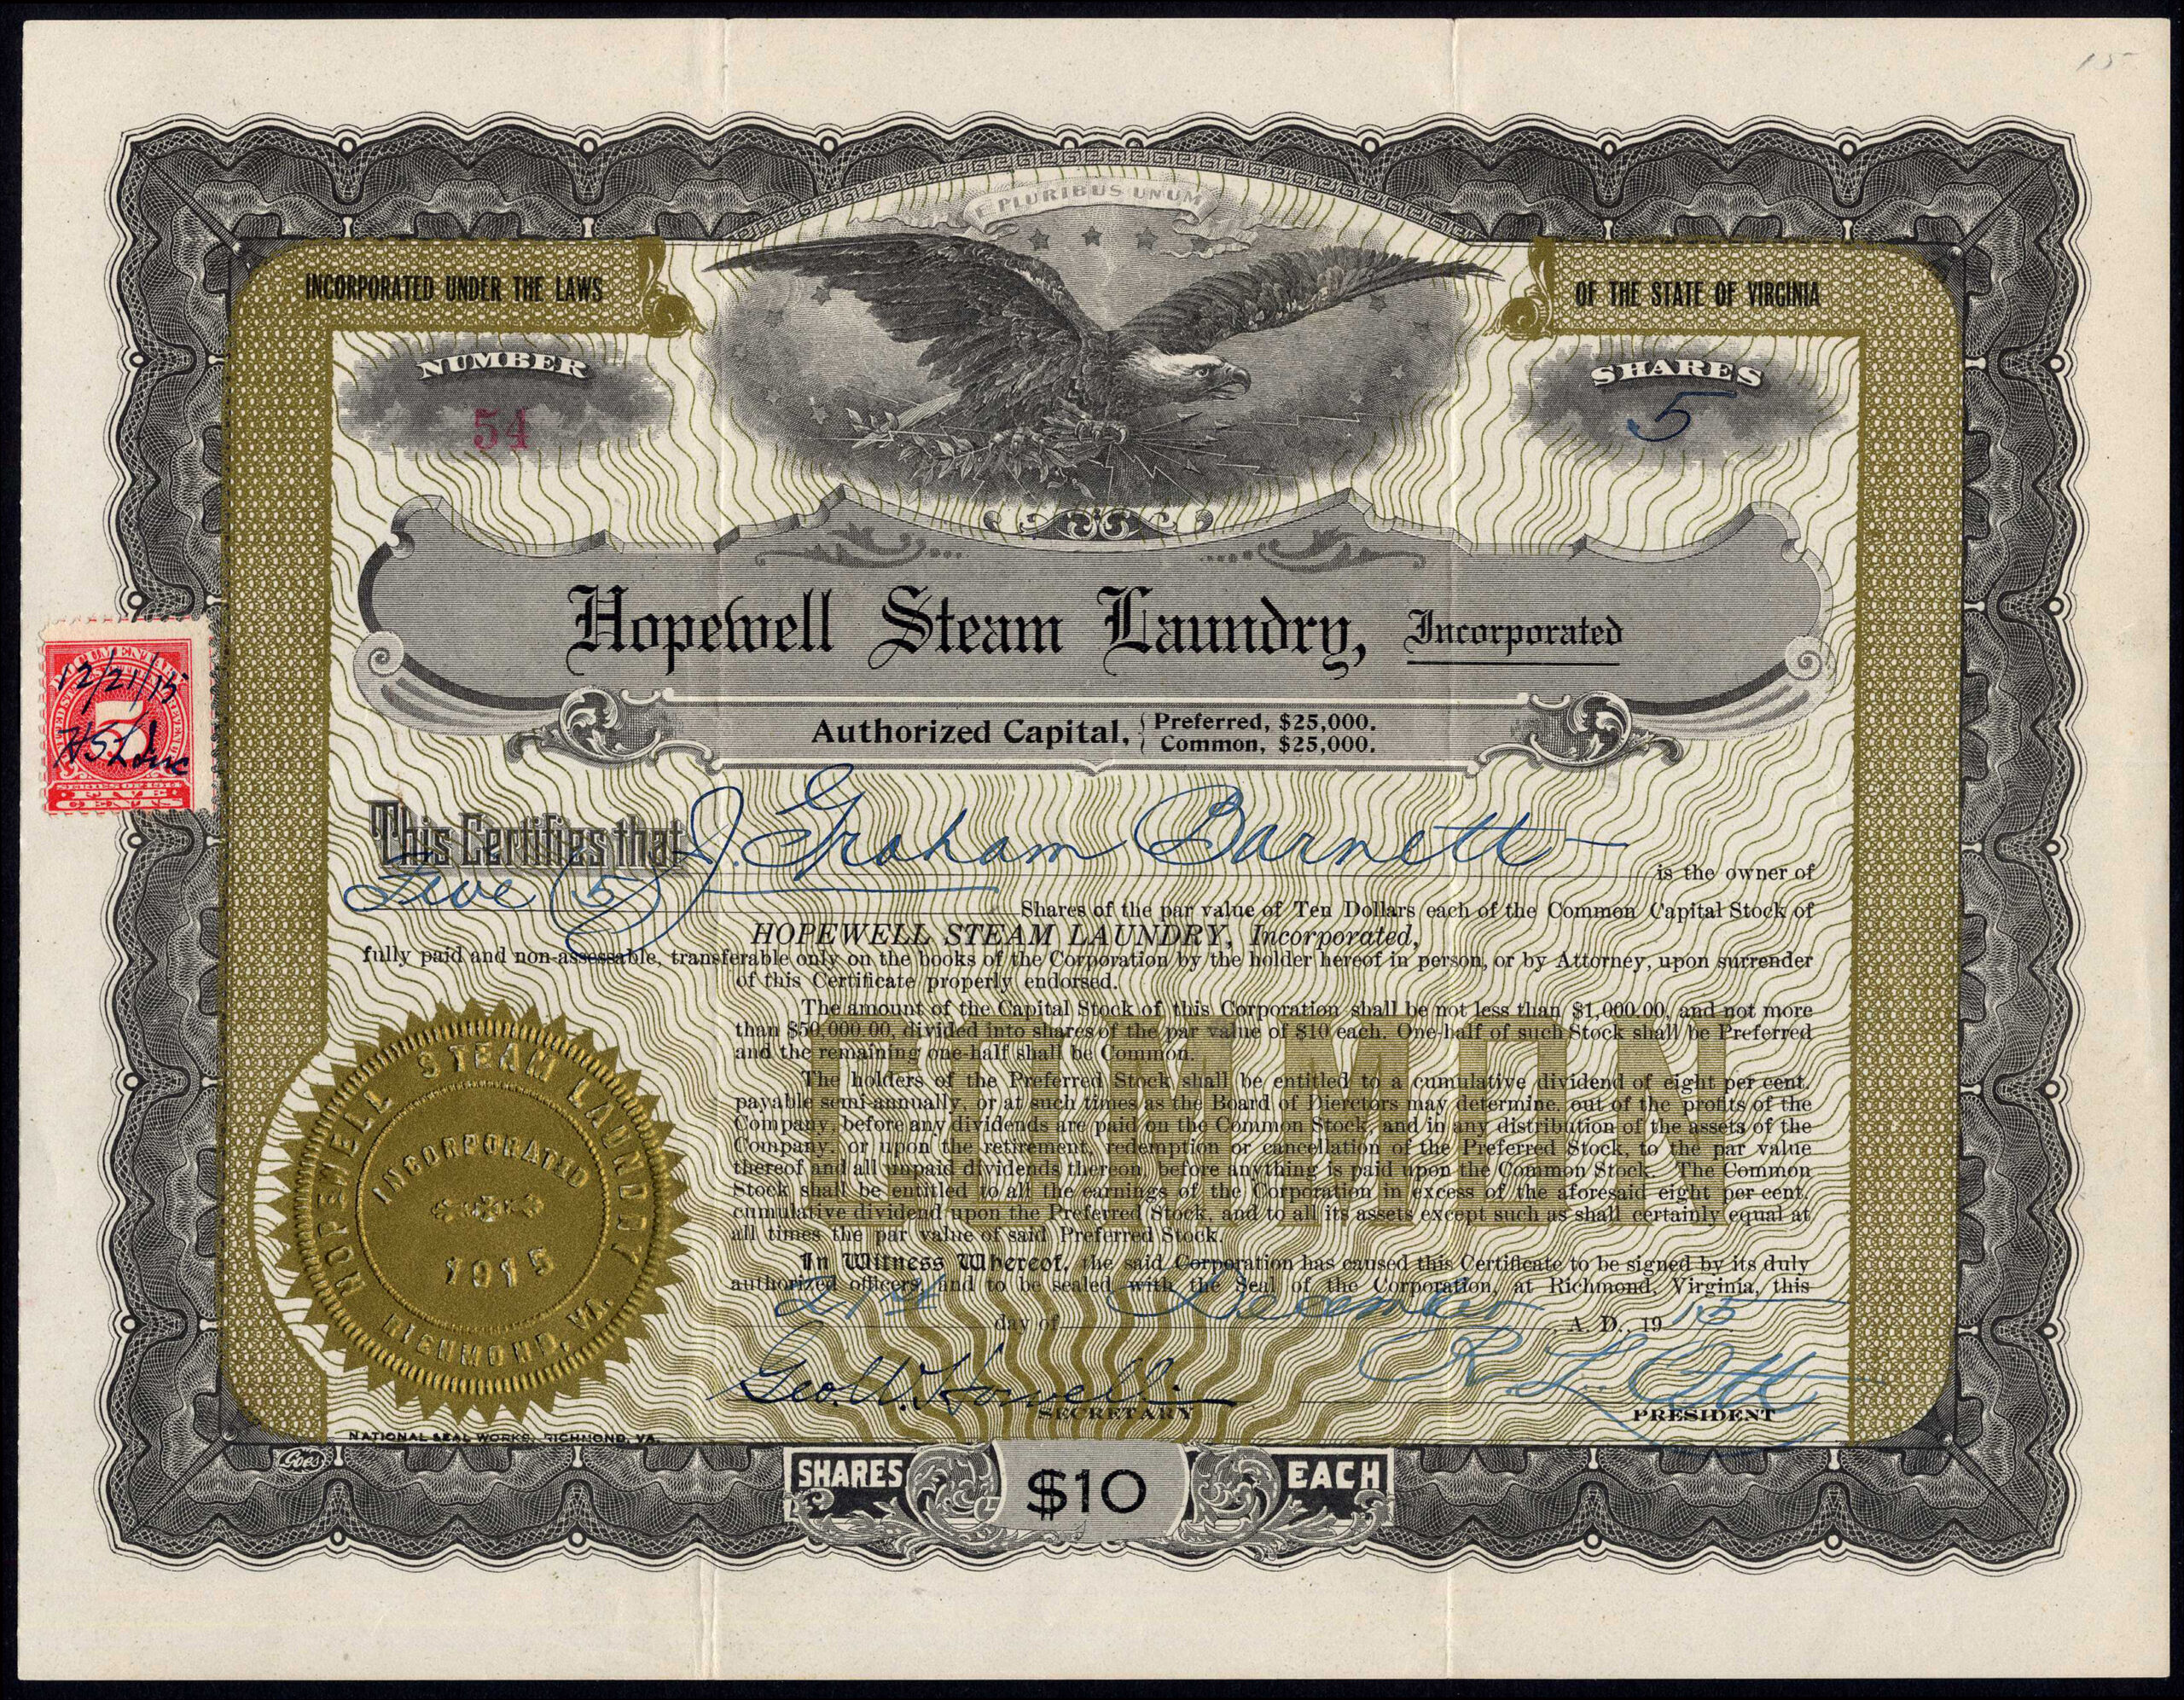 15
E PLURIBUS UNUM
INCORPORATED UNDER THE LAWS
OF THE STATE OF VIRGINIA
NUMBER
54
SHARES
5
Hopewell Steam Laundry, Incorporated
Authorized Capital, { Preferred, $25,000.
Common, $25,000.
12/21/15
5
HSLInc
SERIES OF 1914
FIVE
CENTS
This Certifies that J. Graham Barnett is the owner of
Five (5) Shares of the par value of Ten Dollars each of the Common Capital Stock of
HOPEWELL STEAM LAUNDRY, Incorporated,
fully paid and non-assessable, transferable only on the books of the Corporation by the holder hereof in person, or by Attorney, upon surrender
of this Certificate properly endorsed.
The amount of the Capital Stock of this Corporation shall be not less than $1,000.00, and not more
than $50,000.00, divided into shares of the par value of $10 each. One-half of such Stock shall be Preferred
and the remaining one-half shall be Common.
The holders of the Preferred Stock shall be entitled to a cumulative dividend of eight per cent.
payable semi-annually, or at such times as the Board of Dierctors may determine, out of the profits of the
Company, before any dividends are paid on the Common Stock, and in any distribution of the assets of the
Company, or upon the retirement, redemption or cancellation of the Preferred Stock, to the par value
thereof and all unpaid dividends thereon, before anything is paid upon the Common Stock. The Common
Stock shall be entitled to all the earnings of the Corporation in excess of the aforesaid eight per cent.
cumulative dividend upon the Preferred Stock, and to all its assets except such as shall certainly equal at
all times the par value of said Preferred Stock.
COMMON
In Witness Whereof, the said Corporation has caused this Certificate to be signed by its duly
authorized officers, and to be sealed with the Seal of the Corporation, at Richmond, Virginia, this
21st day of December, A. D., 1915
Geo. W. Howell
SECRETARY
R. L. Ott
PRESIDENT
HOPEWELL STEAM LAUNDRY
INCORPORATED
1915
RICHMOND, VA.
NATIONAL SEAL WORKS, RICHMOND, VA.
Goes
SHARES $10 EACH